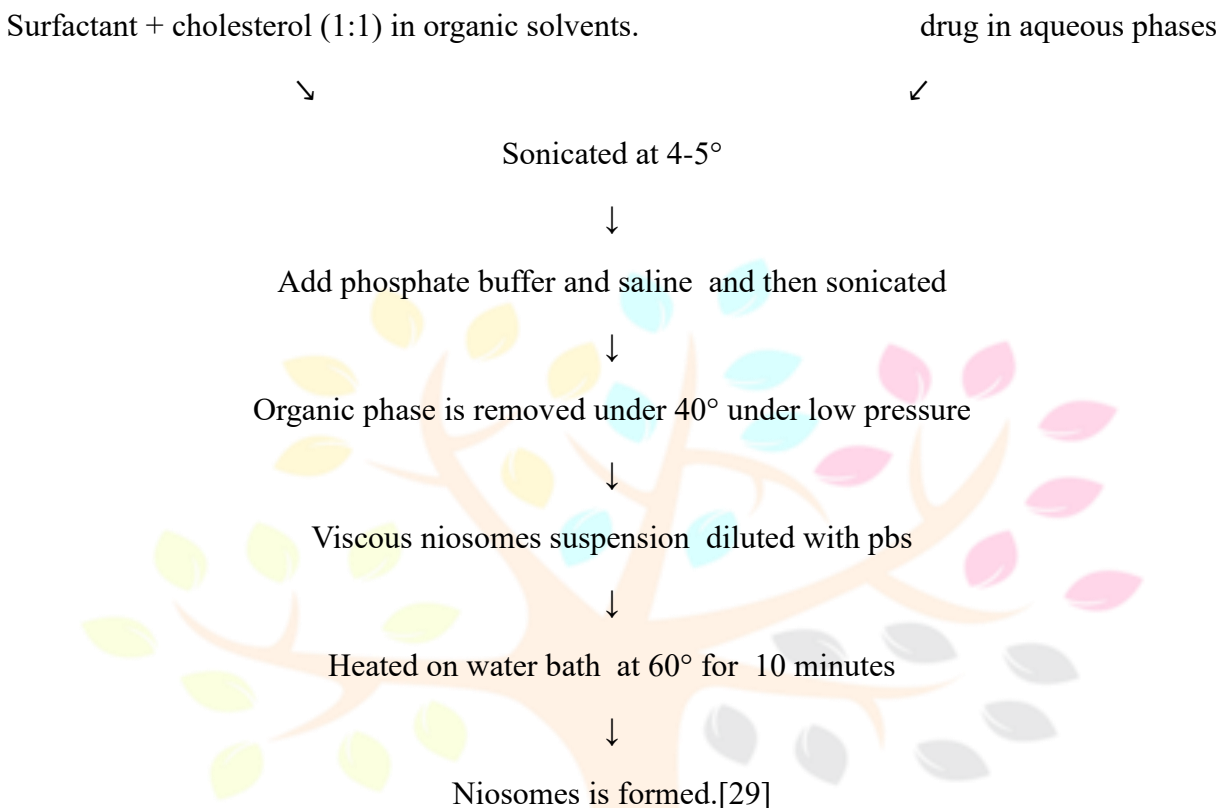 Surfactant + cholesterol (1:1) in organic solvents. drug in aqueous phases
↘ ↙
Sonicated at 4-5°
↓
Add phosphate buffer and saline and then sonicated
↓
Organic phase is removed under 40° under low pressure
↓
Viscous niosomes suspension diluted with pbs
↓
Heated on water bath at 60° for 10 minutes
↓
Niosomes is formed.[29]